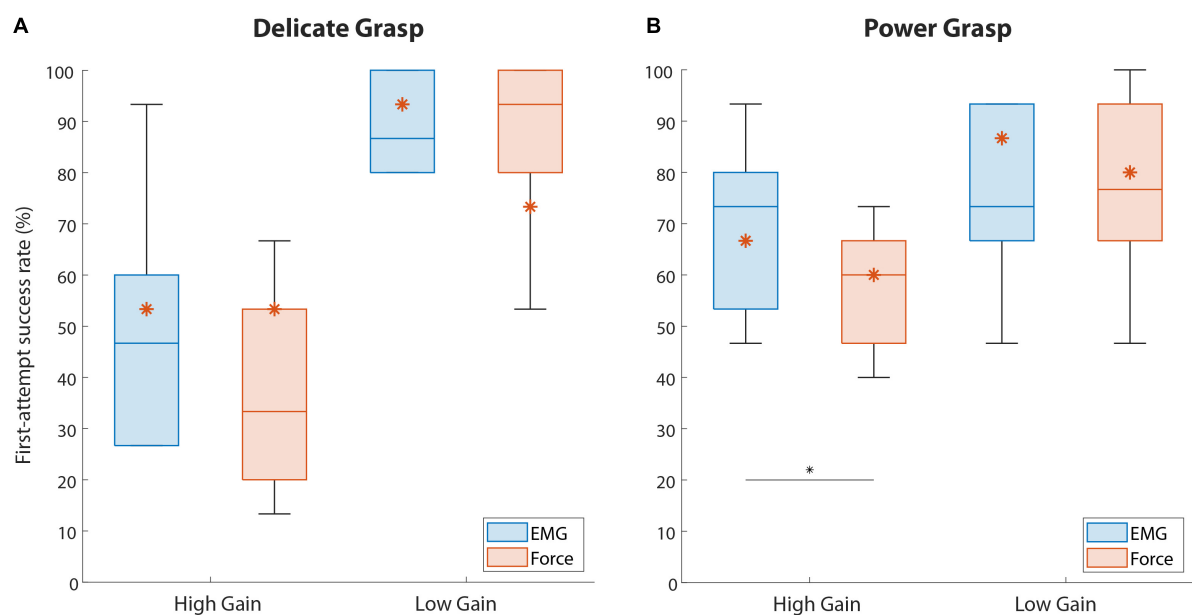 A
Delicate Grasp
First-attempt success rate (%)
100
90
80
70
60
50
40
30
20
10
0
High Gain
Low Gain
EMG
Force
B
Power Grasp
100
90
80
70
60
50
40
30
20
10
0
*
High Gain
Low Gain
EMG
Force